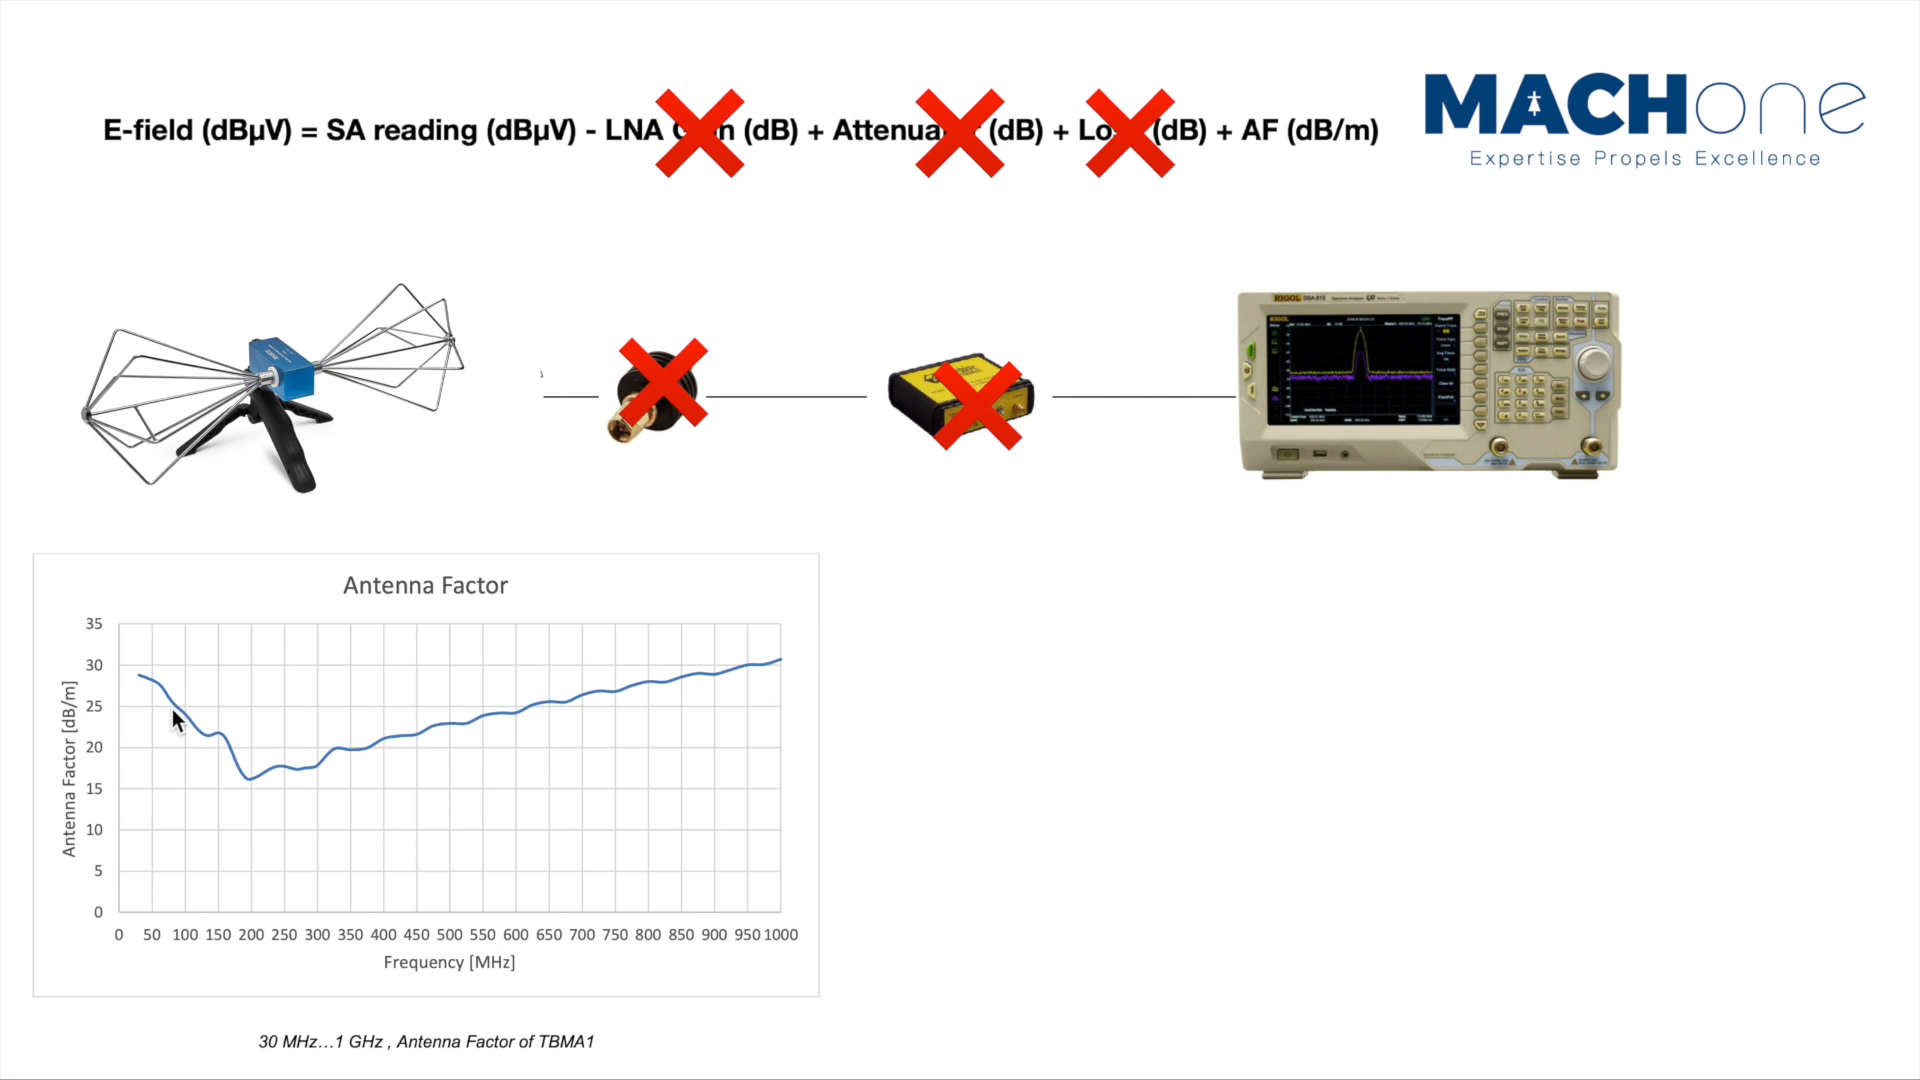 E-field (dBµV) = SA reading (dBµV) - LNA (dB) + (dB) + (dB) + AF (dB/m)
MACHone
Expertise Propels Excellence
RIGOL DSA 815
Antenna Factor
35
30
25
20
15
10
5
0
Antenna Factor [dB/m]
0 50 100 150 200 250 300 350 400 450 500 550 600 650 700 750 800 850 900 950 1000
Frequency [MHz]
30 MHz…1 GHz , Antenna Factor of TBMA1